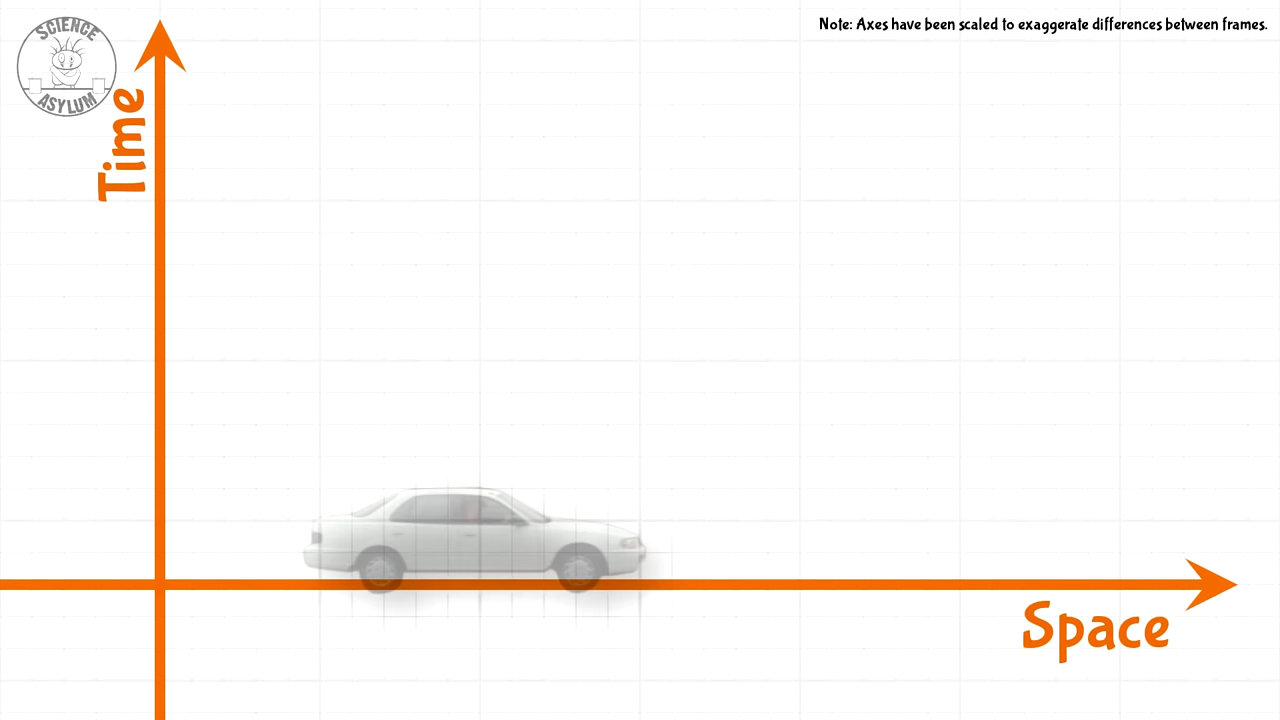 SCIENCE
ASYLUM
Note: Axes have been scaled to exaggerate differences between frames.
Time
Space